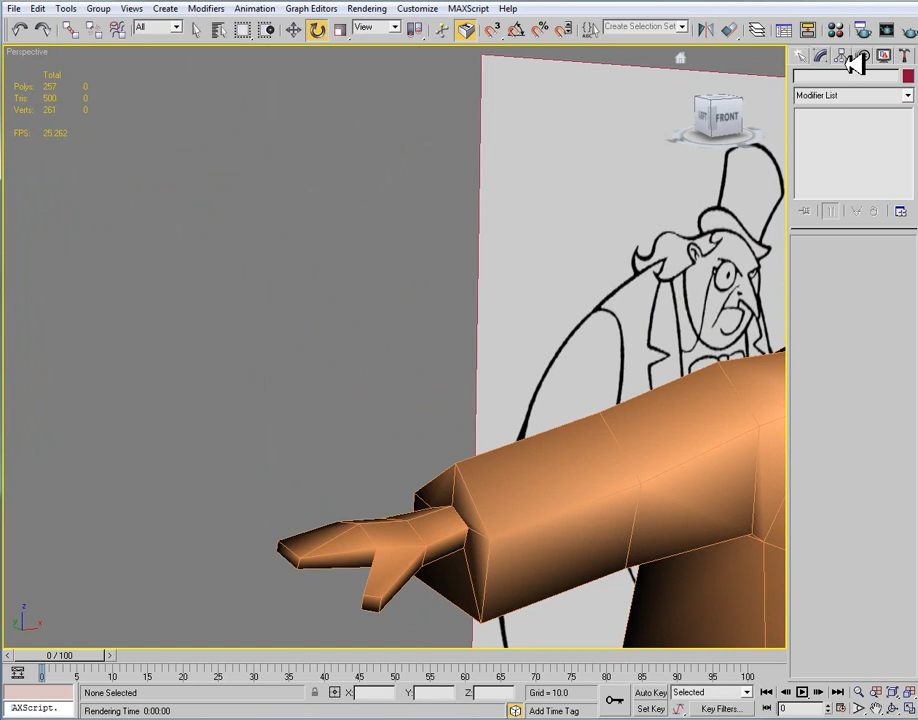 File Edit Tools Group Views Create Modifiers Animation Graph Editors Rendering Customize MAXScript Help
All View 3 Create Selection Set
Perspective
Total
Polys: 257 0
Tris: 500 0
Verts: 261 0
FPS: 25.262
LEFT FRONT
Modifier List
z
y x
0 / 100
0 5 10 15 20 25 30 35 40 45 50 55 60 65 70 75 80 85 90 95 100
None Selected X: Y: Z: Grid = 10.0 Auto Key Selected
AXScript. Rendering Time 0:00:00 Add Time Tag Set Key Key Filters... 0